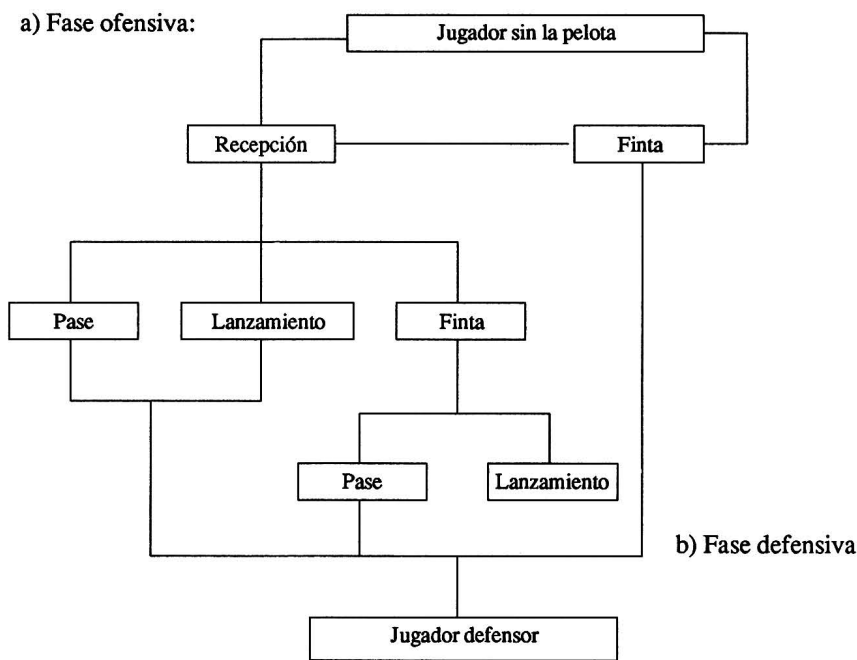 a) Fase ofensiva:
Jugador sin la pelota
Recepción
Finta
Pase
Lanzamiento
Finta
Pase
Lanzamiento
b) Fase defensiva
Jugador defensor